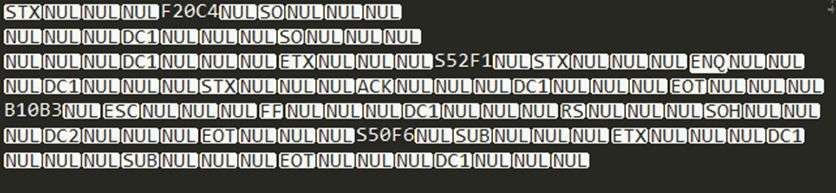 STXNULNULNULF20C4NULSONULNULNUL
NULNULNULDC1NULNULNULSONULNULNUL
NULNULNULDC1NULNULNULETXNULNULNULS52F1NULSTXNULNULNULENQNULNUL
NULDC1NULNULNULSTXNULNULNULACKNULNULNULDC1NULNULNULEOTNULNULNUL
B10B3NULESCNULNULNULFFNULNULNULDC1NULNULNULRSNULNULNULSOHNULNUL
NULDC2NULNULNULEOTNULNULNULS50F6NULSUBNULNULNULETXNULNULNULDC1
NULNULNULSUBNULNULNULEOTNULNULNULDC1NULNULNUL